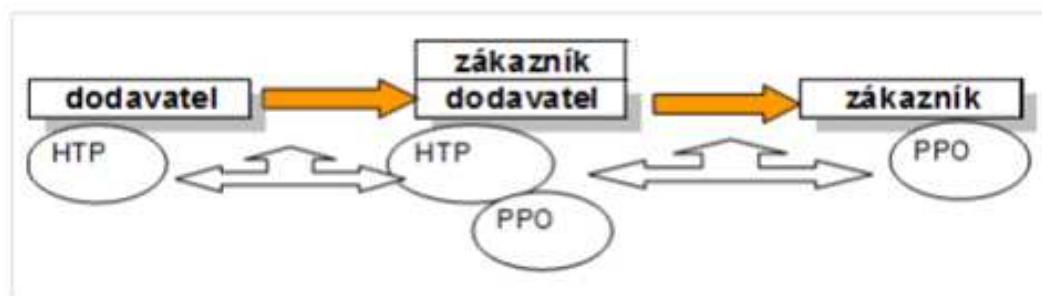 dodavatel
zákazník
dodavatel
zákazník
HTP
HTP
PPO
PPO